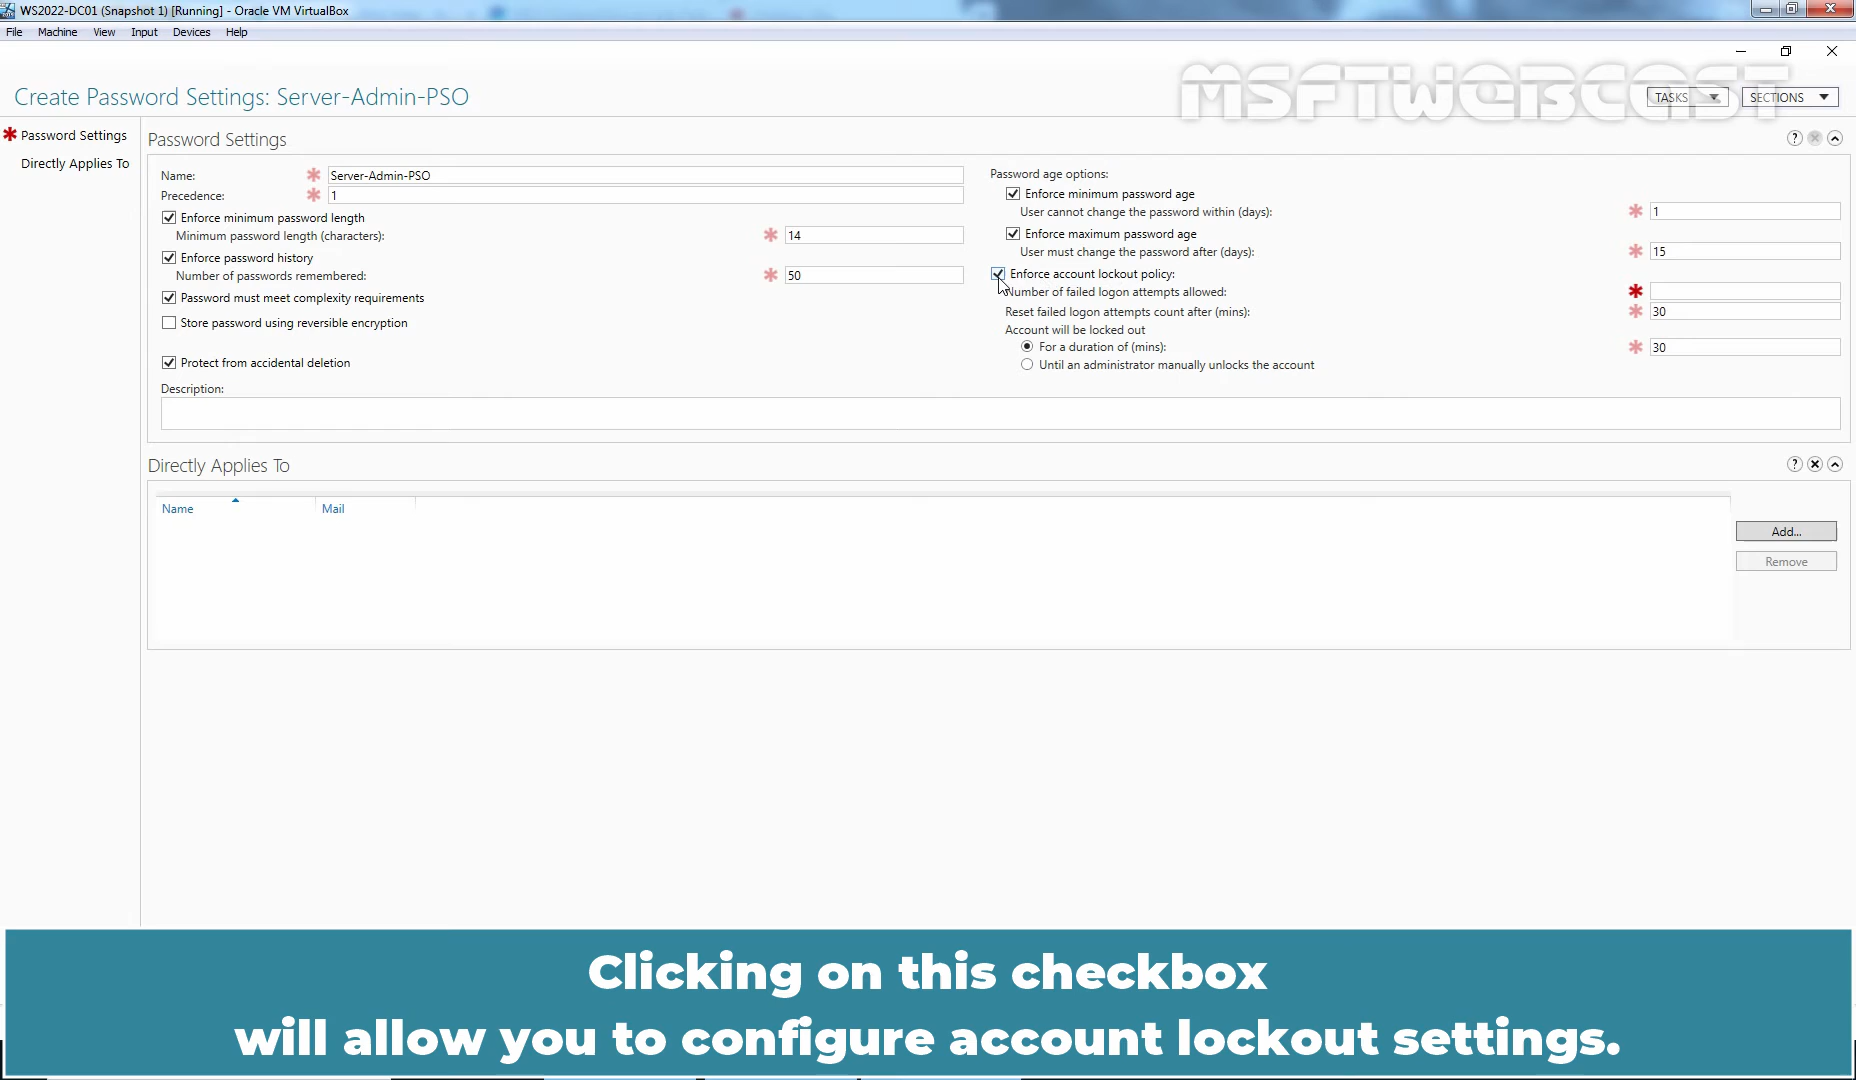 WS2022-DC01 (Snapshot 1) [Running] - Oracle VM VirtualBox
File Machine View Input Devices Help
MSFTWEBCAST
Create Password Settings: Server-Admin-PSO
TASKS
SECTIONS
Password Settings
Directly Applies To
Password Settings
Name: * Server-Admin-PSO
Precedence: * 1
Enforce minimum password length
Minimum password length (characters): * 14
Enforce password history
Number of passwords remembered: * 50
Password must meet complexity requirements
Store password using reversible encryption
Protect from accidental deletion
Description:
Password age options:
Enforce minimum password age
User cannot change the password within (days): * 1
Enforce maximum password age
User must change the password after (days): * 15
Enforce account lockout policy:
Number of failed logon attempts allowed: *
Reset failed logon attempts count after (mins): * 30
Account will be locked out
For a duration of (mins): * 30
Until an administrator manually unlocks the account
Directly Applies To
Name Mail
Add...
Remove
Clicking on this checkbox
will allow you to configure account lockout settings.